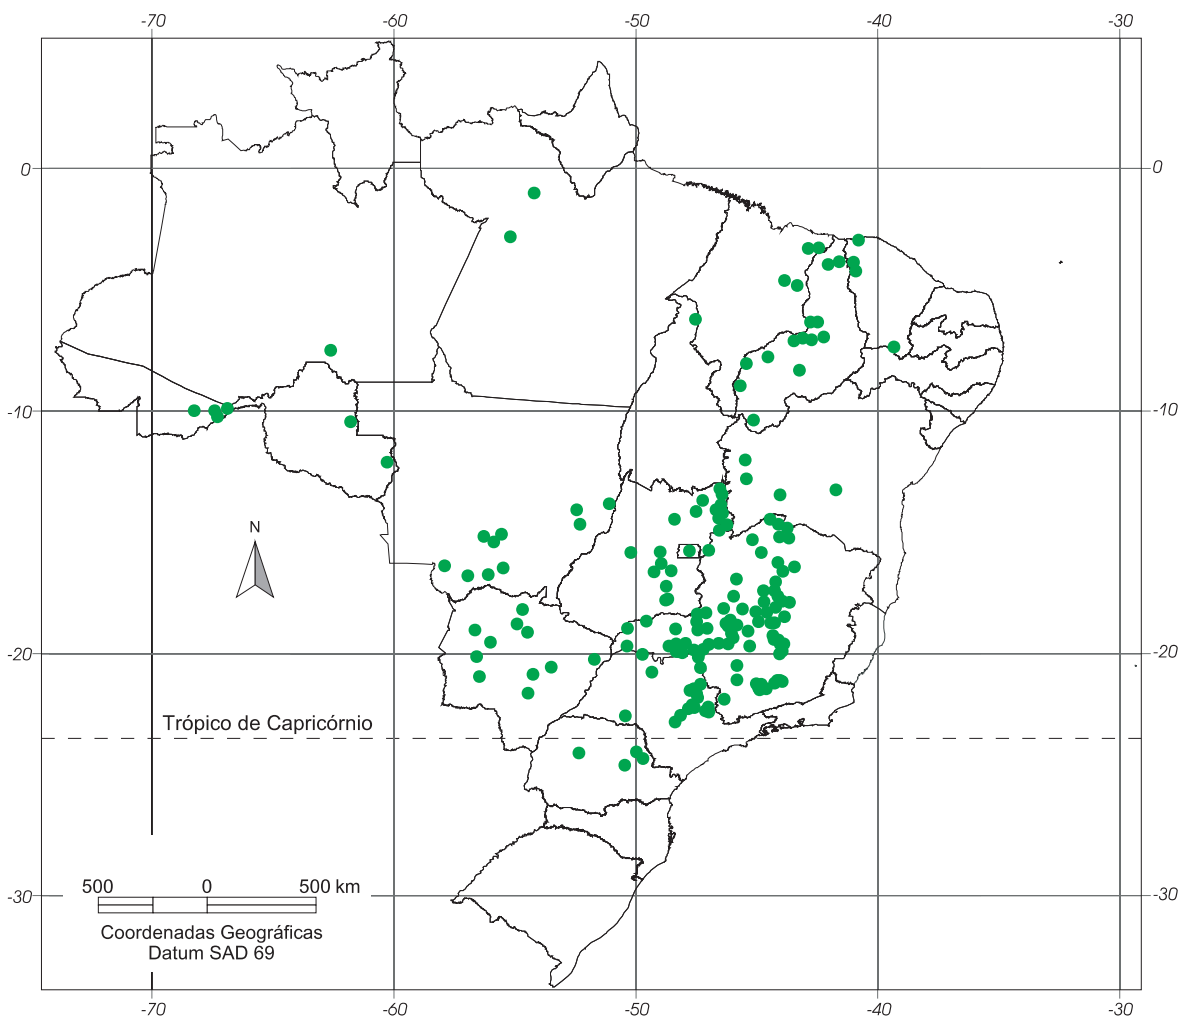 -70 -60 -50 -40 -30
0 0
-10 -10
N
-20 -20
Trópico de Capricórnio
500 0 500 km
-30 -30
Coordenadas Geográficas
Datum SAD 69
-70 -60 -50 -40 -30